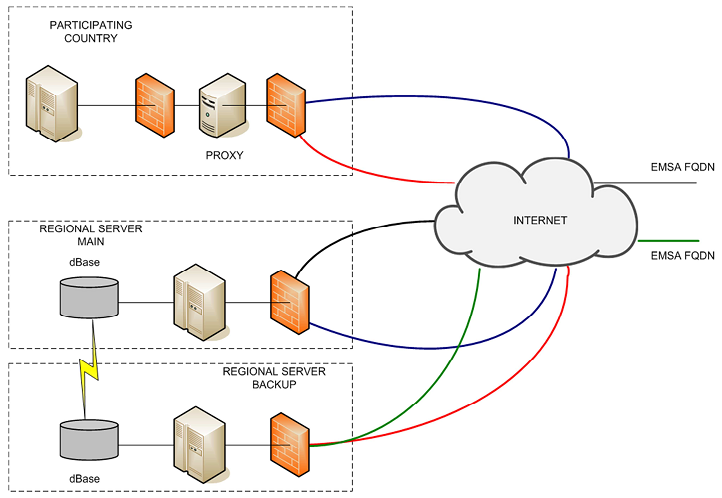 PARTICIPATING
COUNTRY
PROXY
EMSA FQDN
INTERNET
EMSA FQDN
REGIONAL SERVER
MAIN
dBase
REGIONAL SERVER
BACKUP
dBase